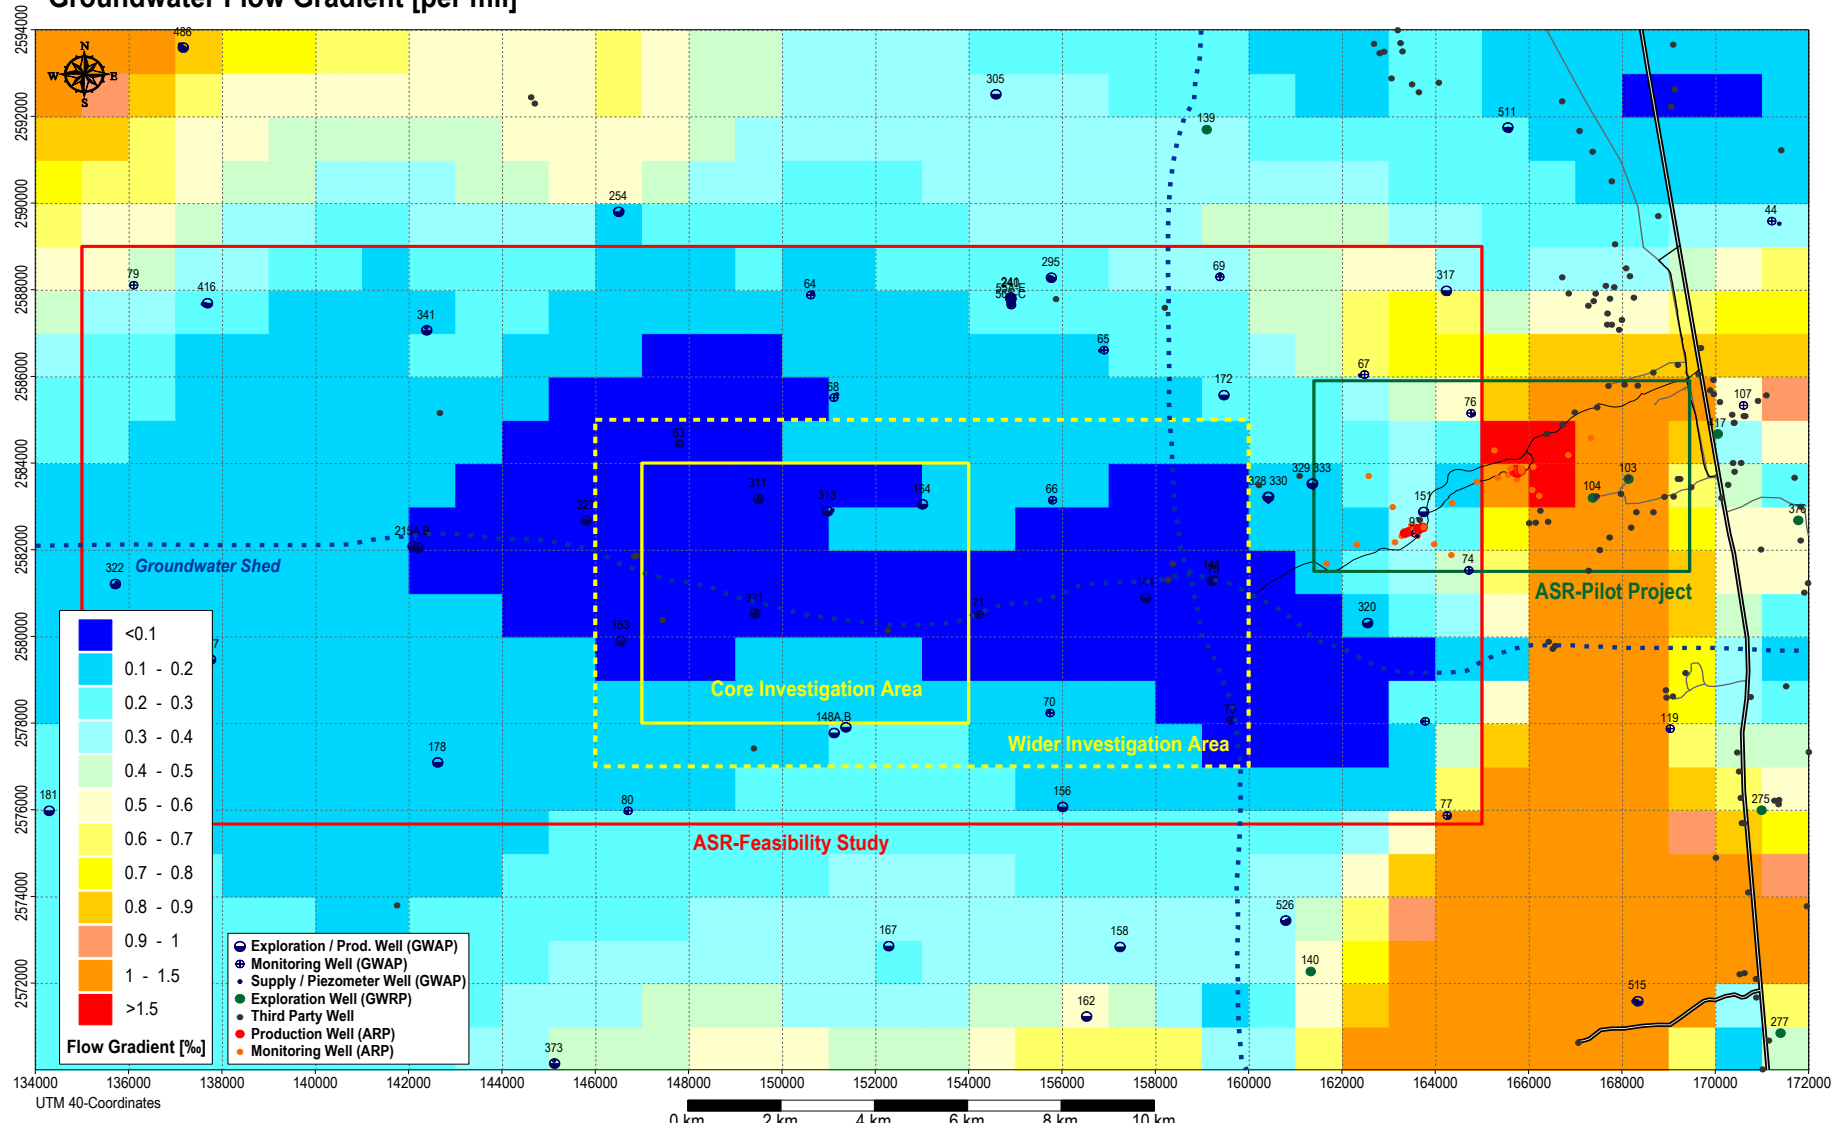 Groundwater Flow Gradient [per mil]
2594000
2592000
2590000
2588000
2586000
2584000
2582000
2580000
2578000
2576000
2574000
2572000
N
W E
S
486
305
139
511
254
44
79
416
341
64
295
69
317
65
67
68
172
76
107
417
63
311
313
164
66
328 330
329 333
103
104
151
376
215A,B
322
Groundwater Shed
74
ASR-Pilot Project
321
71
320
153
Core Investigation Area
70
148A,B
Wider Investigation Area
119
178
181
80
156
77
275
ASR-Feasibility Study
526
167
158
140
162
515
277
373
<0.1
0.1 - 0.2
0.2 - 0.3
0.3 - 0.4
0.4 - 0.5
0.5 - 0.6
0.6 - 0.7
0.7 - 0.8
0.8 - 0.9
0.9 - 1
1 - 1.5
>1.5
Flow Gradient [‰]
Exploration / Prod. Well (GWAP)
Monitoring Well (GWAP)
Supply / Piezometer Well (GWAP)
Exploration Well (GWRP)
Third Party Well
Production Well (ARP)
Monitoring Well (ARP)
134000 136000 138000 140000 142000 144000 146000 148000 150000 152000 154000 156000 158000 160000 162000 164000 166000 168000 170000 172000
UTM 40-Coordinates
0 km 2 km 4 km 6 km 8 km 10 km